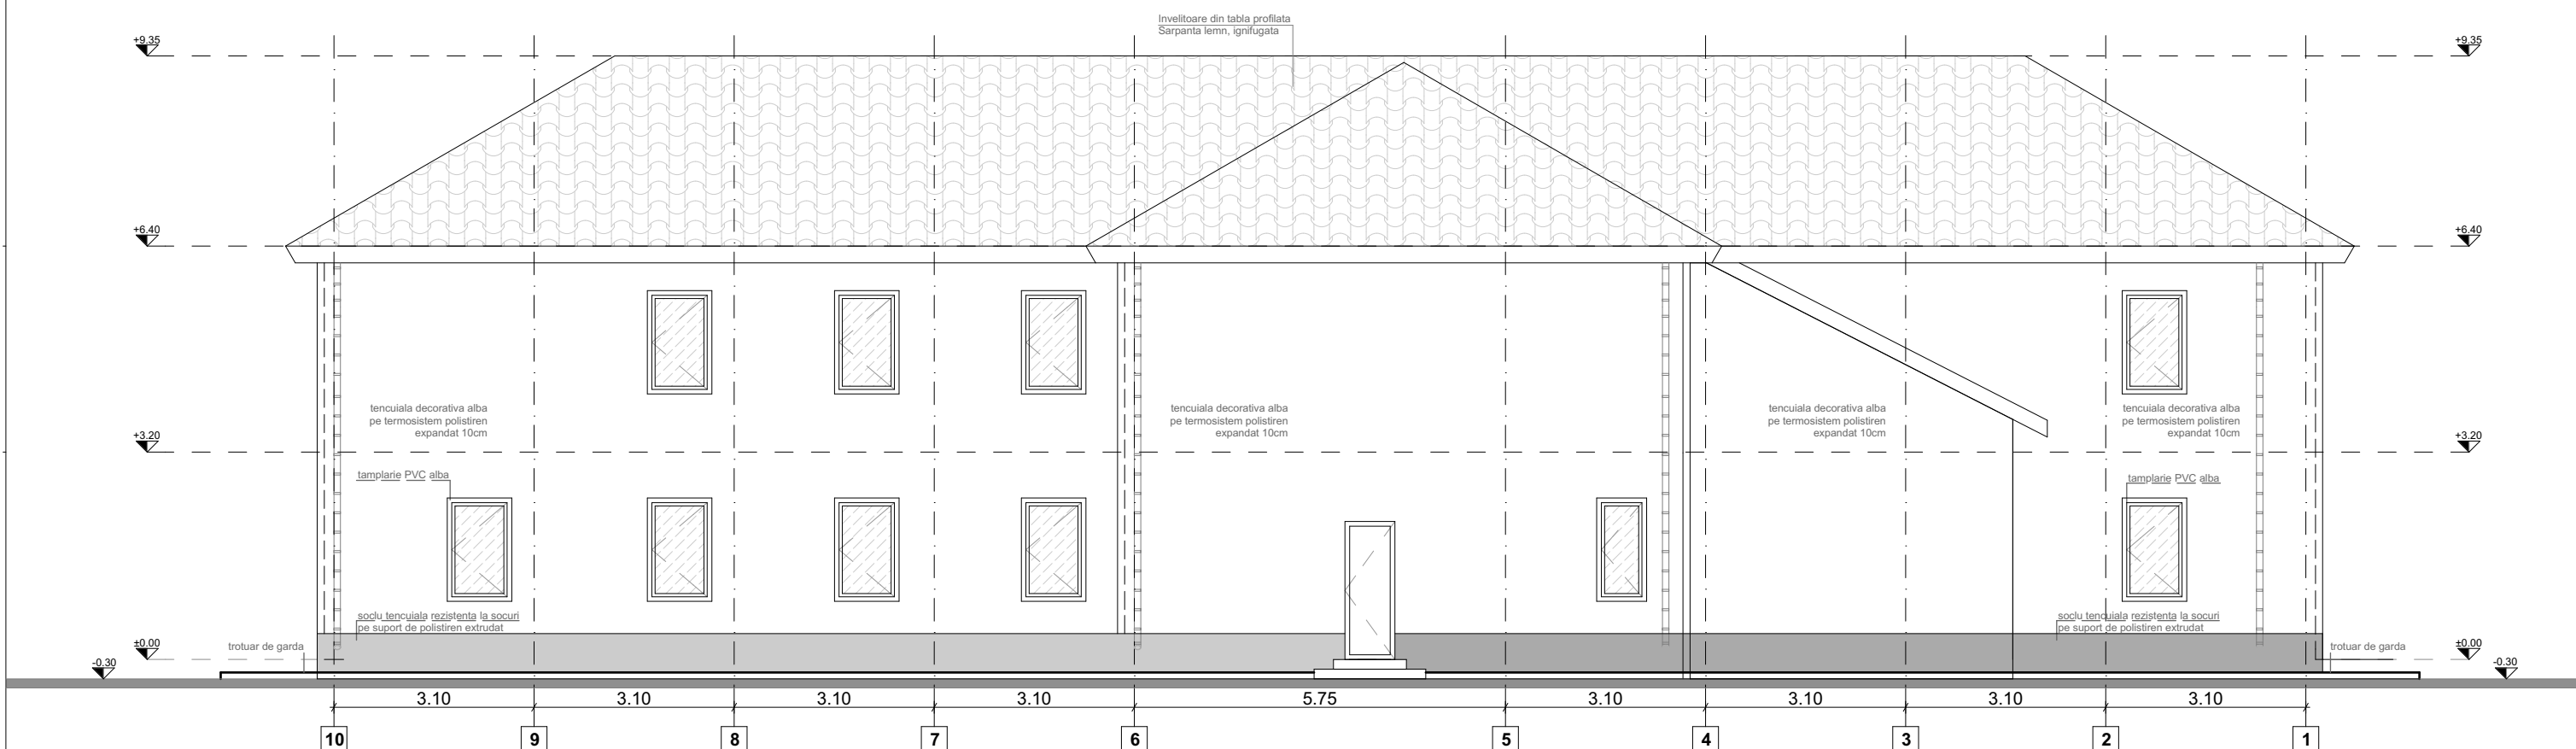 Invelitoare din tabla profilata
Sarpanta lemn, ignifugata
+9.35
+9.35
+6.40
+6.40
tencuiala decorativa alba
pe termosistem polistiren
expandat 10cm
tencuiala decorativa alba
pe termosistem polistiren
expandat 10cm
tencuiala decorativa alba
pe termosistem polistiren
expandat 10cm
tencuiala decorativa alba
pe termosistem polistiren
expandat 10cm
+3.20
+3.20
tamplarie PVC alba
tamplarie PVC alba
soclu tencuiala rezistenta la socuri
pe suport de polistiren extrudat
soclu tencuiala rezistenta la socuri
pe suport de polistiren extrudat
trotuar de garda
trotuar de garda
±0.00
±0.00
-0.30
-0.30
3.10 3.10 3.10 3.10 5.75 3.10 3.10 3.10 3.10
10 9 8 7 6 5 4 3 2 1